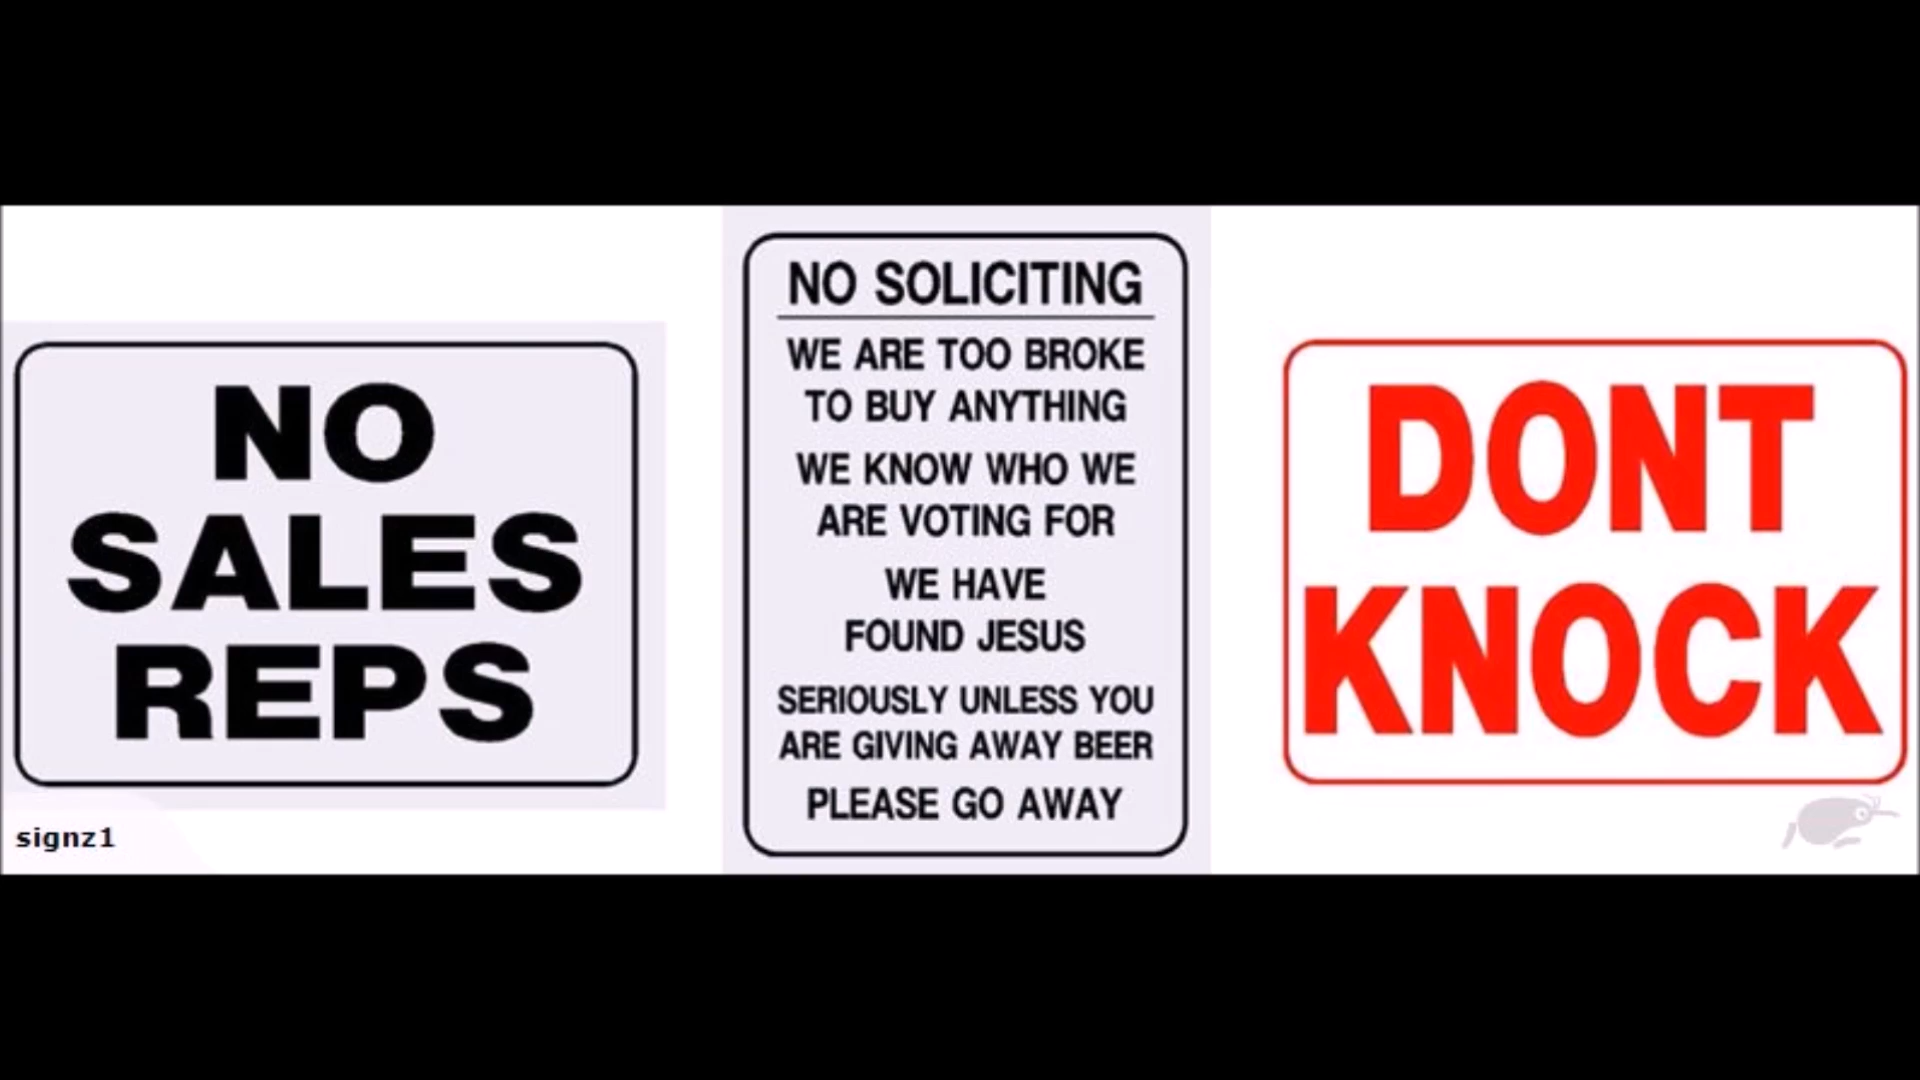 NO
SALES
REPS
NO SOLICITING
WE ARE TOO BROKE
TO BUY ANYTHING
WE KNOW WHO WE
ARE VOTING FOR
WE HAVE
FOUND JESUS
SERIOUSLY UNLESS YOU
ARE GIVING AWAY BEER
PLEASE GO AWAY
DONT
KNOCK
signz1